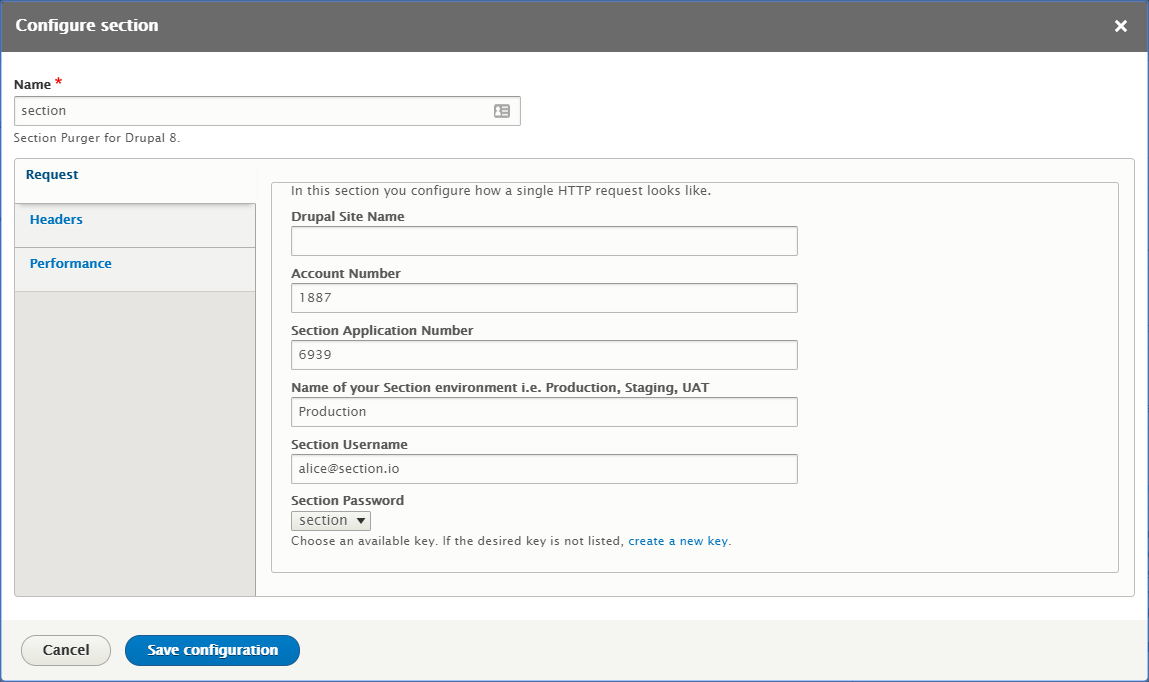 Configure section
Name *
section
Section Purger for Drupal 8.
Request
Headers
Performance
In this section you configure how a single HTTP request looks like.
Drupal Site Name
Account Number
1887
Section Application Number
6939
Name of your Section environment i.e. Production, Staging, UAT
Production
Section Username
alice@section.io
Section Password
section
Choose an available key. If the desired key is not listed, create a new key.
Cancel
Save configuration